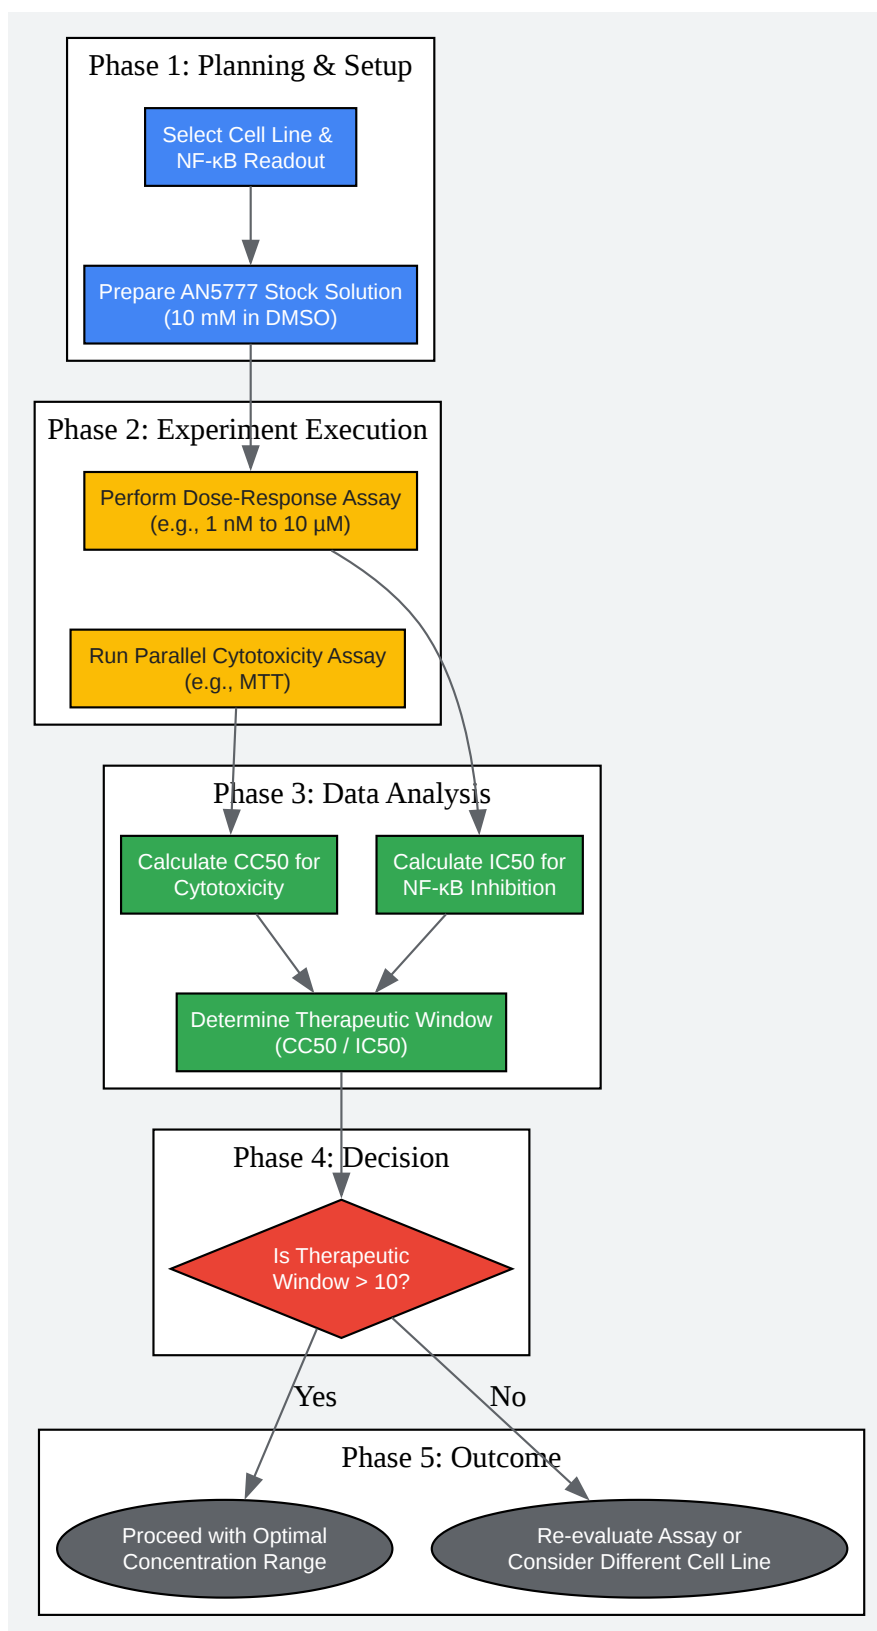 Phase 1: Planning & Setup
Select Cell Line &
NF-κB Readout
Prepare AN5777 Stock Solution
(10 mM in DMSO)
Phase 2: Experiment Execution
Perform Dose-Response Assay
(e.g., 1 nM to 10 µM)
Run Parallel Cytotoxicity Assay
(e.g., MTT)
Phase 3: Data Analysis
Calculate CC50 for
Cytotoxicity
Calculate IC50 for
NF-κB Inhibition
Determine Therapeutic Window
(CC50 / IC50)
Phase 4: Decision
Is Therapeutic
Window > 10?
Yes
No
Phase 5: Outcome
Proceed with Optimal
Concentration Range
Re-evaluate Assay or
Consider Different Cell Line